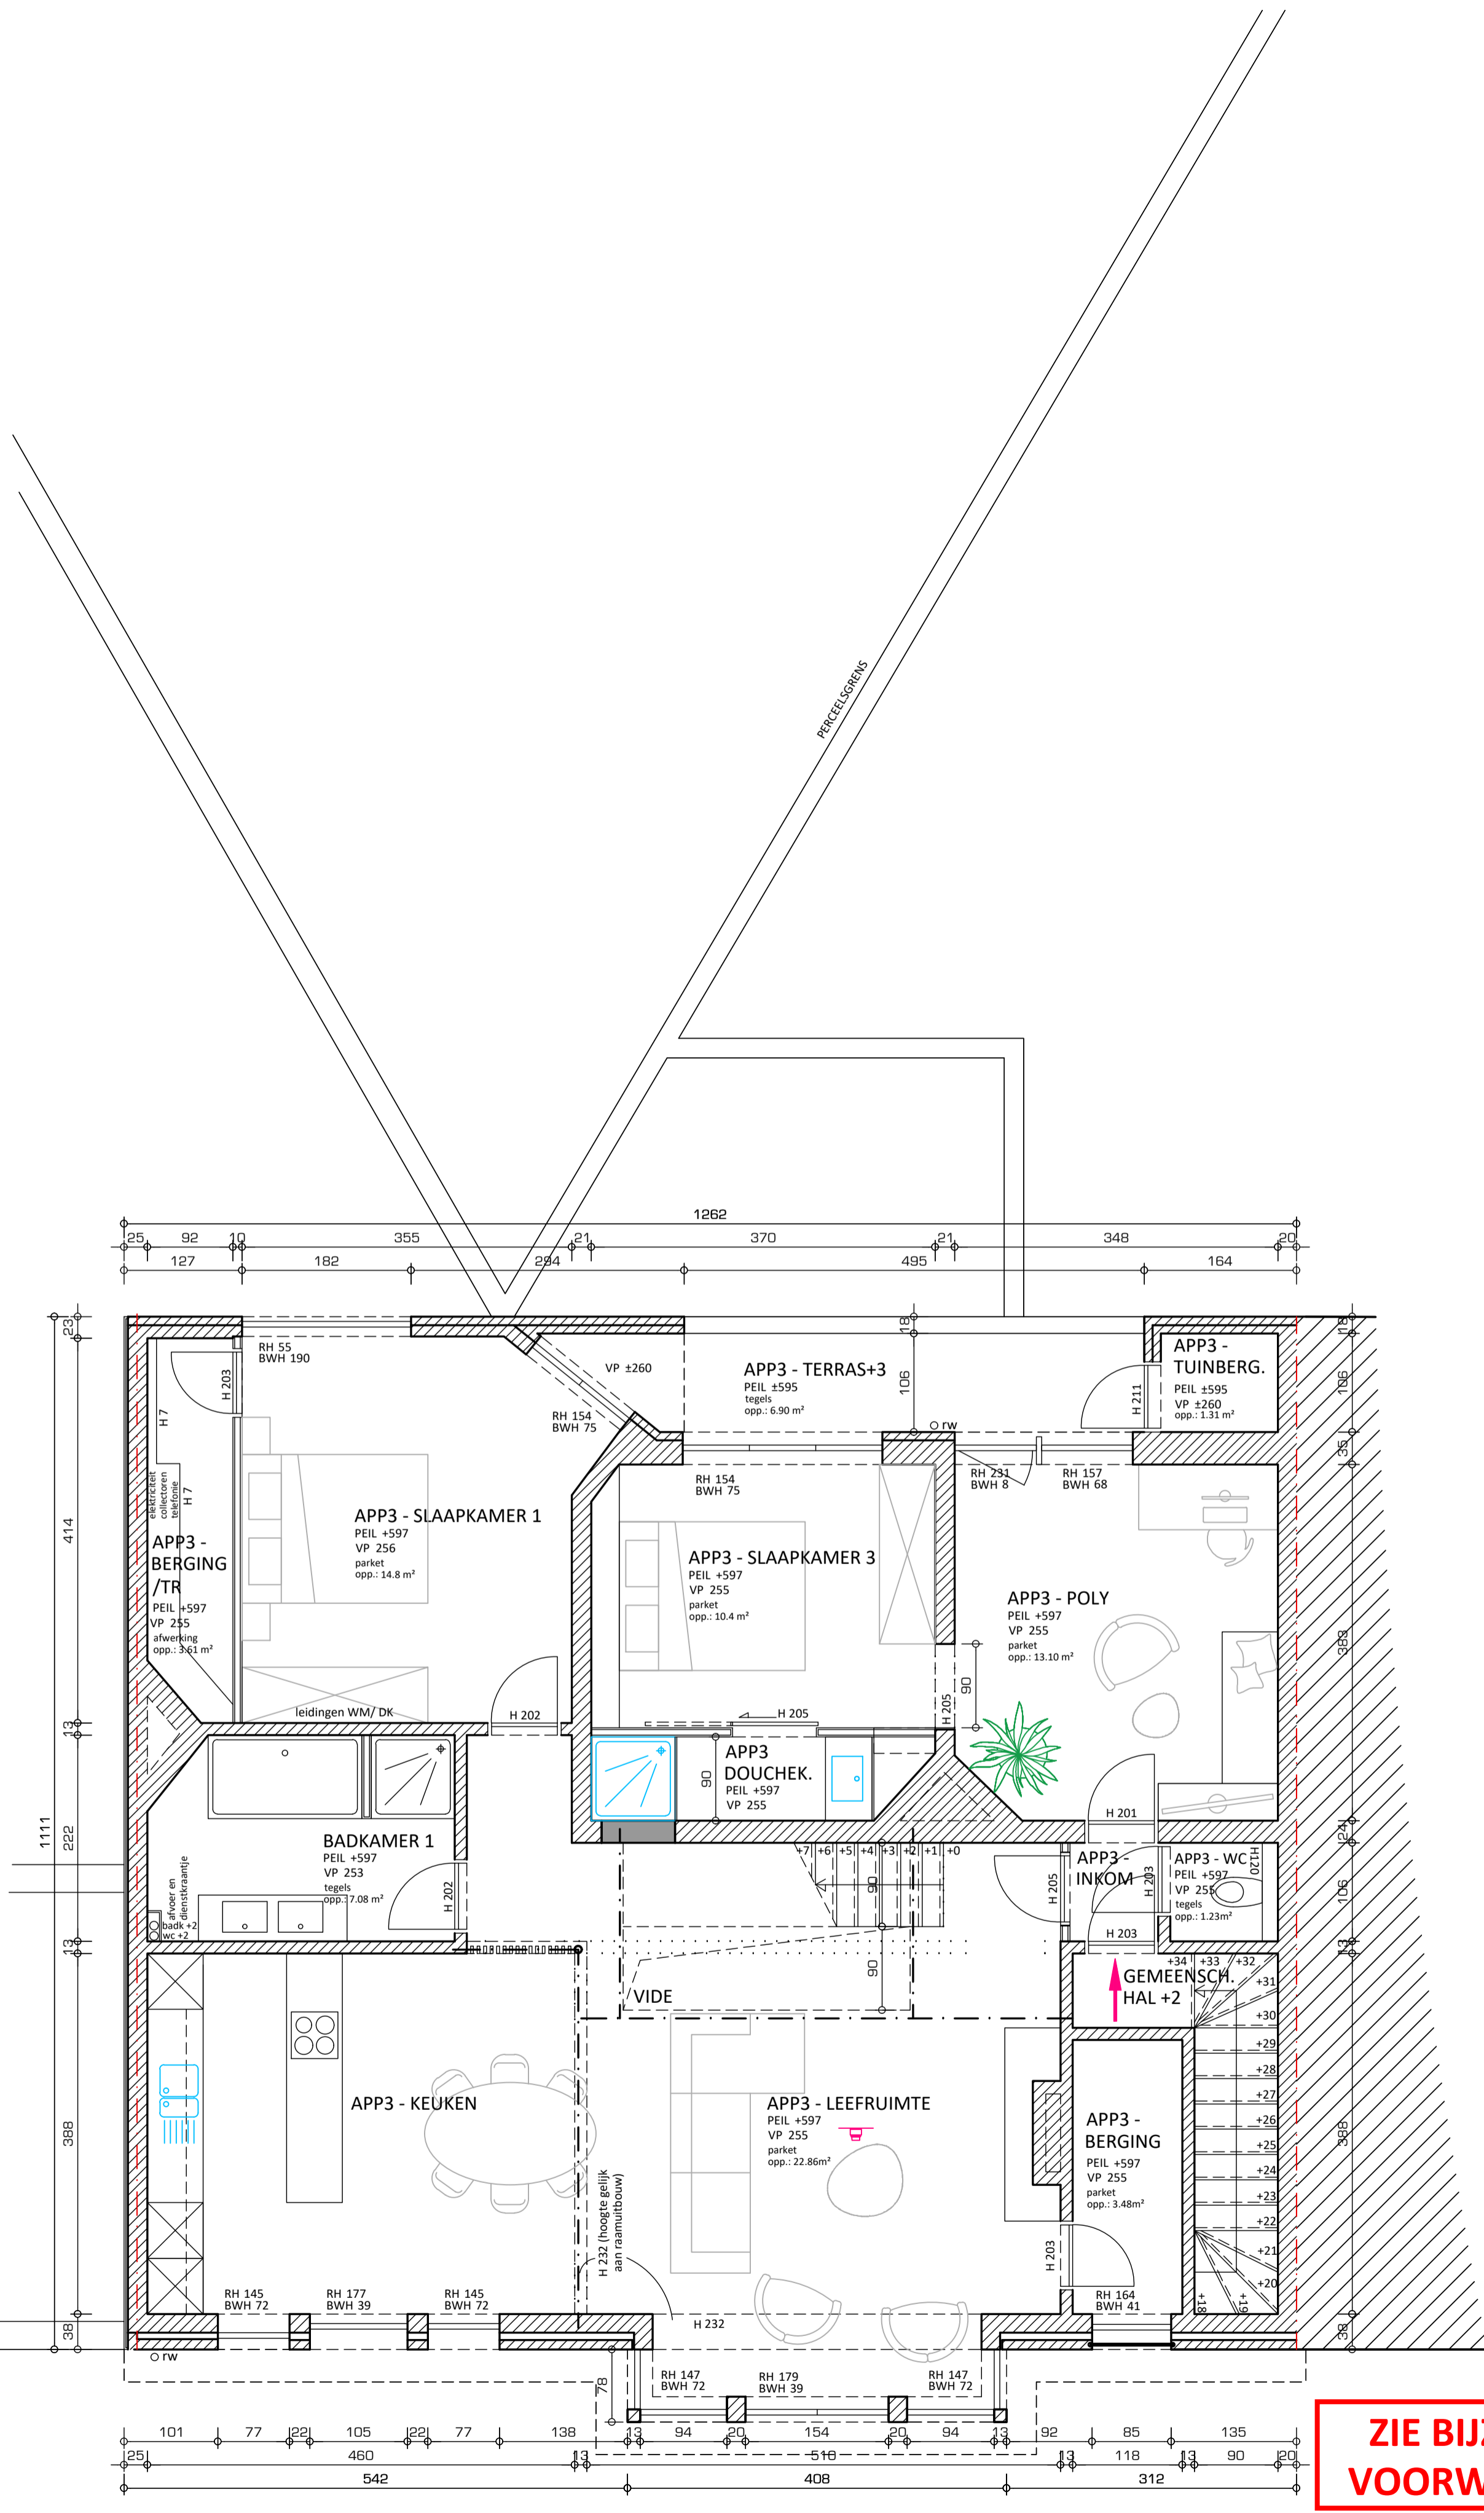 PERCEELSGRENS
1262
25 92 10 355 21 370 21 348 20
127 182 294 495 164
23
414
13
222
13
388
38
1111
18
106
35
383
24
106
13
388
38
18
106
RH 55
BWH 190
H 203
H 7
H 7
elektriciteit
collectoren
telefonie
APP3 -
BERGING
/TR
PEIL +597
VP 255
afwerking
opp.: 3.61 m²
APP3 - SLAAPKAMER 1
PEIL +597
VP 256
parket
opp.: 14.8 m²
RH 154
BWH 75
VP ±260
APP3 - TERRAS+3
PEIL ±595
tegels
opp.: 6.90 m²
rw
H 211
APP3 -
TUINBERG.
PEIL ±595
VP ±260
opp.: 1.31 m²
RH 154
BWH 75
RH 231
BWH 8
RH 157
BWH 68
APP3 - SLAAPKAMER 3
PEIL +597
VP 255
parket
opp.: 10.4 m²
APP3 - POLY
PEIL +597
VP 255
parket
opp.: 13.10 m²
90
H 205
leidingen WM/ DK
H 202
H 205
90
APP3
DOUCHEK.
PEIL +597
VP 255
H 201
BADKAMER 1
PEIL +597
VP 253
tegels
opp.: 7.08 m²
H 202
afvoer en
dienstkraantje
badk +2
wc +2
+7 +6 +5 +4 +3 +2 +1 +0
90
90
H 205
APP3 -
INKOM
H 203
APP3 - WC
PEIL +597
VP 255
tegels
opp.: 1.23m²
H120
H 203
VIDE
GEMEENSCH.
HAL +2
+34 +33 +32
+31
+30
+29
+28
+27
+26
+25
+24
+23
+22
+21
+20
+19
+18
APP3 - KEUKEN
APP3 - LEEFRUIMTE
PEIL +597
VP 255
parket
opp.: 22.86m²
APP3 -
BERGING
PEIL +597
VP 255
parket
opp.: 3.48m²
H 232 (hoogte gelijk
aan raamuitbouw)
H 203
RH 145
BWH 72
RH 177
BWH 39
RH 145
BWH 72
H 232
RH 164
BWH 41
rw
78
RH 147
BWH 72
RH 179
BWH 39
RH 147
BWH 72
101 77 22 105 22 77 138 13 94 20 154 20 94 13 92 85 135
25 460 13 510 13 118 13 90 20
542 408 312
ZIE BIJZ
VOORW